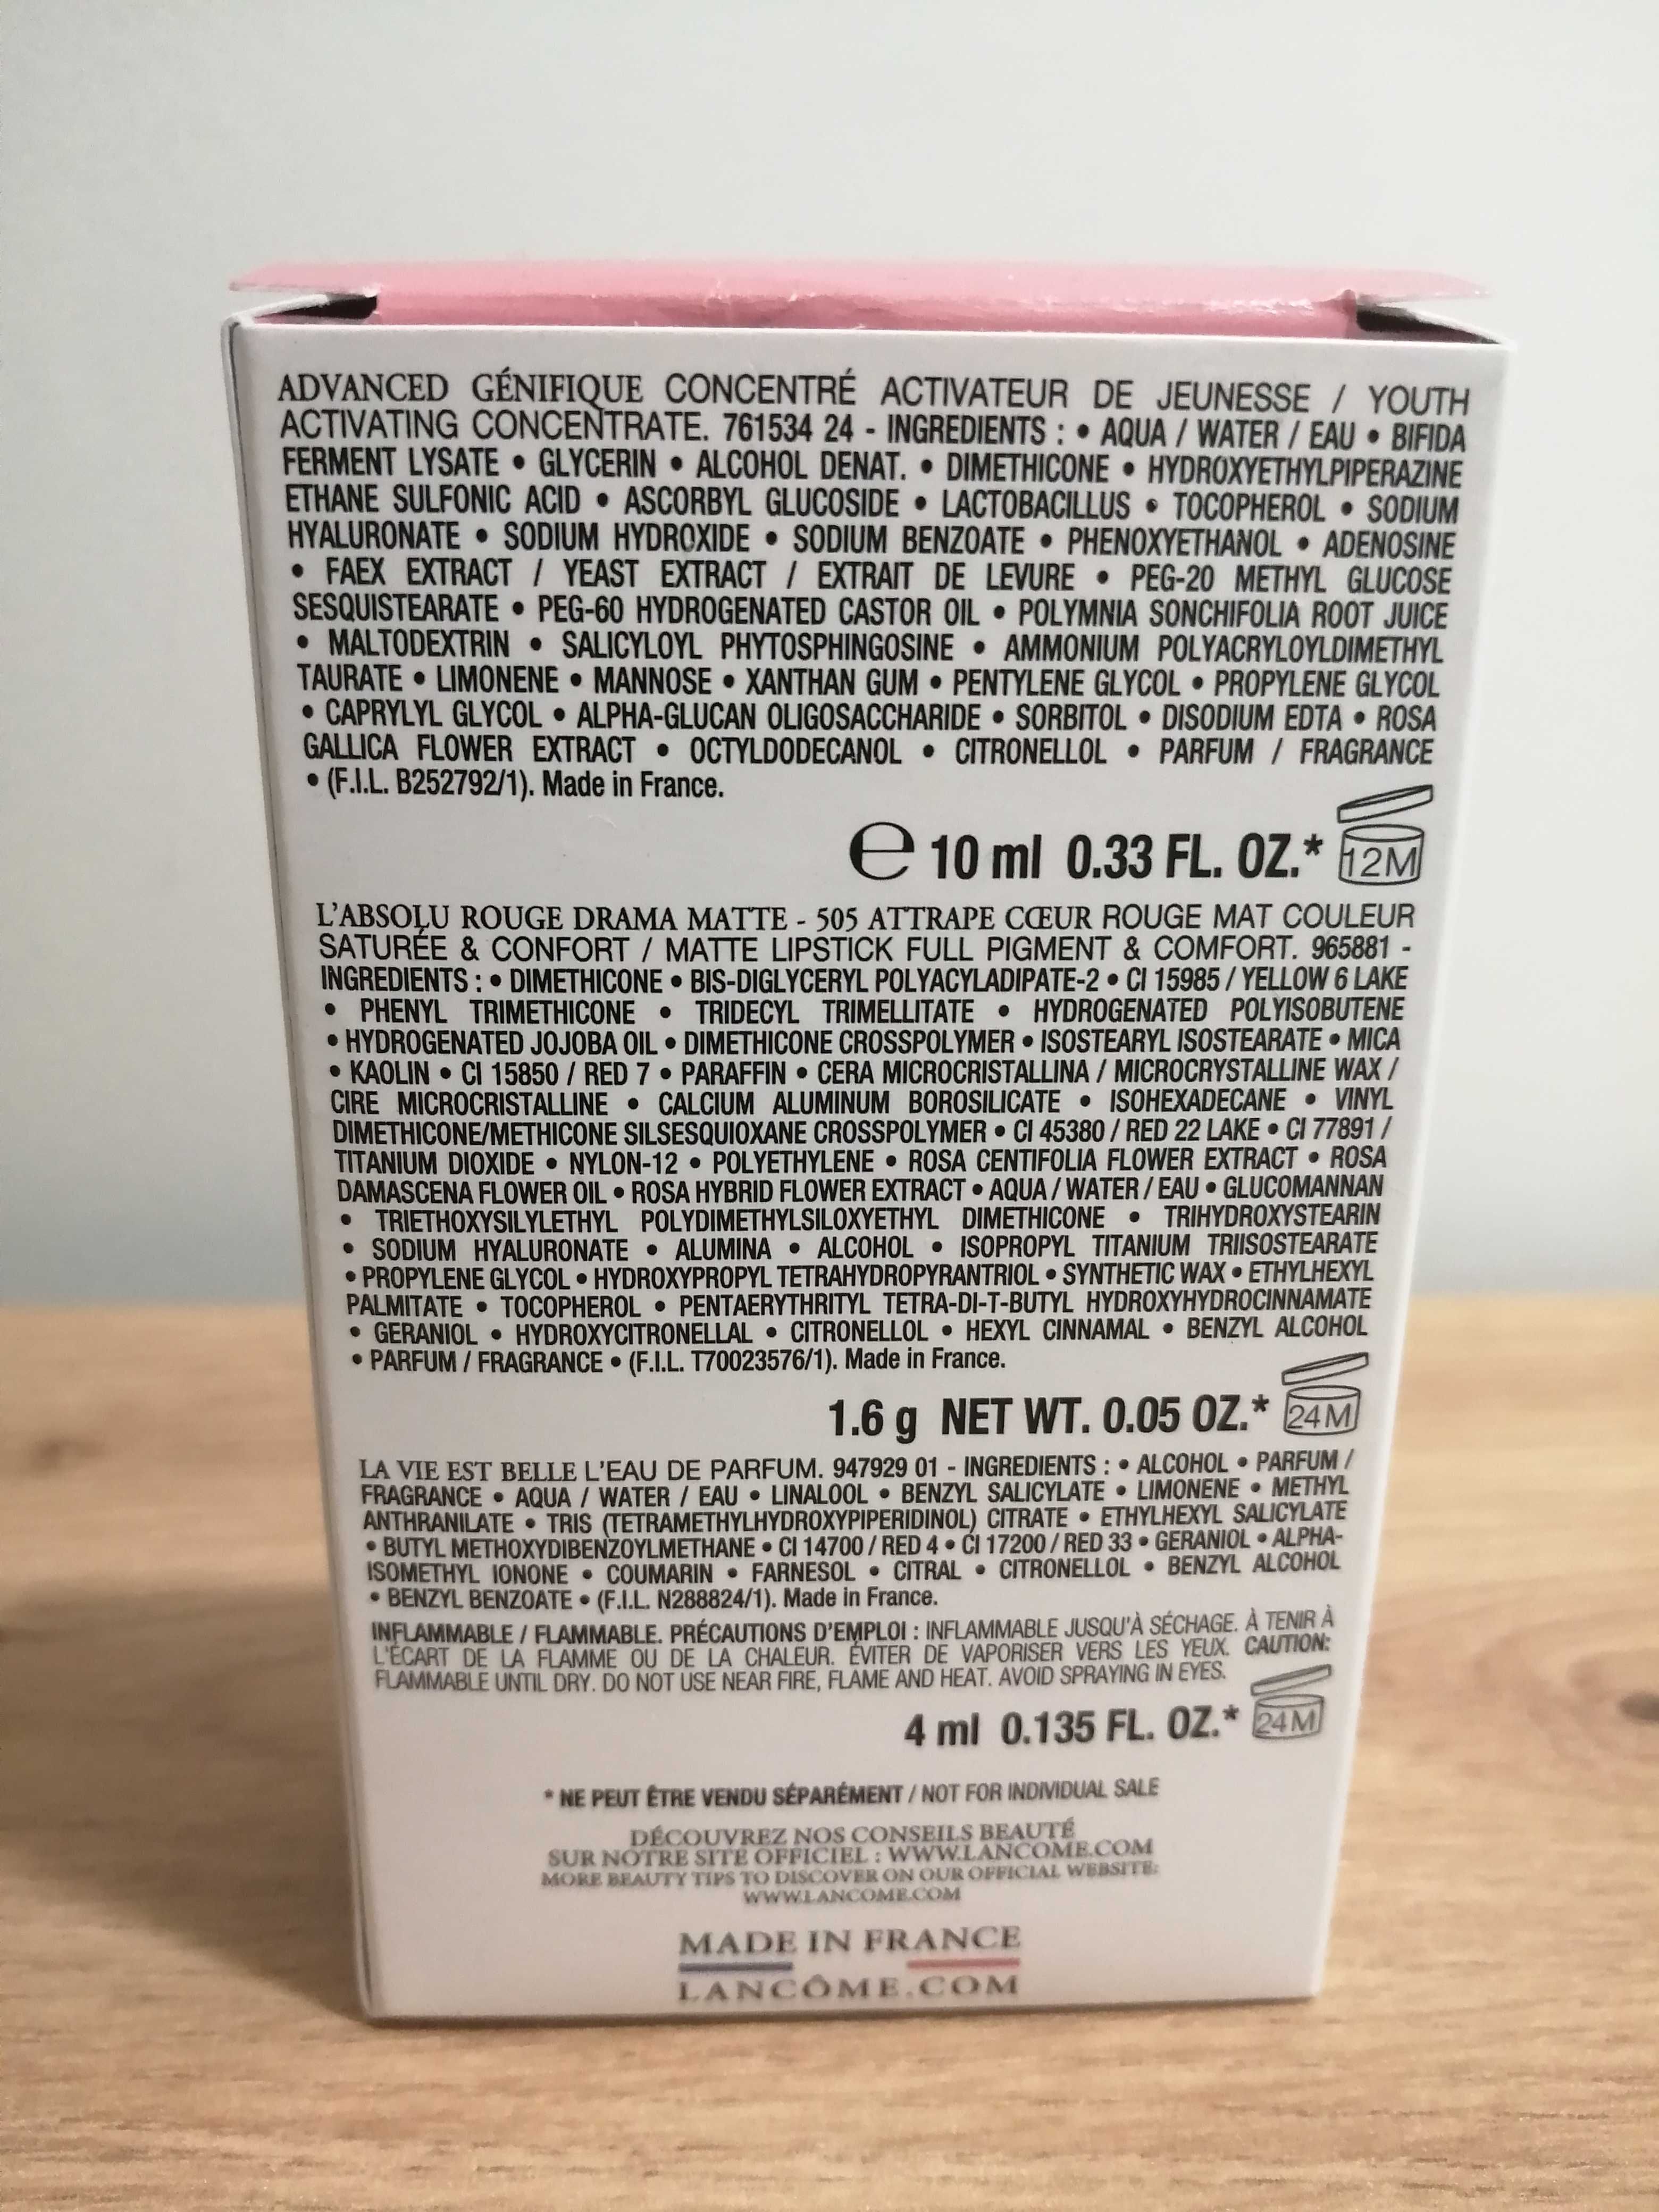 ADVANCED GÉNIFIQUE CONCENTRÉ ACTIVATEUR DE JEUNESSE / YOUTH
ACTIVATING CONCENTRATE. 761534 24 - INGREDIENTS : • AQUA / WATER / EAU • BIFIDA
FERMENT LYSATE • GLYCERIN • ALCOHOL DENAT. • DIMETHICONE • HYDROXYETHYLPIPERAZINE
ETHANE SULFONIC ACID • ASCORBYL GLUCOSIDE • LACTOBACILLUS • TOCOPHEROL • SODIUM
HYALURONATE • SODIUM HYDROXIDE • SODIUM BENZOATE • PHENOXYETHANOL • ADENOSINE
• FAEX EXTRACT / YEAST EXTRACT / EXTRAIT DE LEVURE • PEG-20 METHYL GLUCOSE
SESQUISTEARATE • PEG-60 HYDROGENATED CASTOR OIL • POLYMNIA SONCHIFOLIA ROOT JUICE
• MALTODEXTRIN • SALICYLOYL PHYTOSPHINGOSINE • AMMONIUM POLYACRYLOYLDIMETHYL
TAURATE • LIMONENE • MANNOSE • XANTHAN GUM • PENTYLENE GLYCOL • PROPYLENE GLYCOL
• CAPRYLYL GLYCOL • ALPHA-GLUCAN OLIGOSACCHARIDE • SORBITOL • DISODIUM EDTA • ROSA
GALLICA FLOWER EXTRACT • OCTYLDODECANOL • CITRONELLOL • PARFUM / FRAGRANCE
• (F.I.L. B252792/1). Made in France.
℮ 10 ml 0.33 FL. OZ.* 12M
L'ABSOLU ROUGE DRAMA MATTE - 505 ATTRAPE CŒUR ROUGE MAT COULEUR
SATURÉE & CONFORT / MATTE LIPSTICK FULL PIGMENT & COMFORT. 965881 -
INGREDIENTS : • DIMETHICONE • BIS-DIGLYCERYL POLYACYLADIPATE-2 • CI 15985 / YELLOW 6 LAKE
• PHENYL TRIMETHICONE • TRIDECYL TRIMELLITATE • HYDROGENATED POLYISOBUTENE
• HYDROGENATED JOJOBA OIL • DIMETHICONE CROSSPOLYMER • ISOSTEARYL ISOSTEARATE • MICA
• KAOLIN • CI 15850 / RED 7 • PARAFFIN • CERA MICROCRISTALLINA / MICROCRYSTALLINE WAX /
CIRE MICROCRISTALLINE • CALCIUM ALUMINUM BOROSILICATE • ISOHEXADECANE • VINYL
DIMETHICONE/METHICONE SILSESQUIOXANE CROSSPOLYMER • CI 45380 / RED 22 LAKE • CI 77891 /
TITANIUM DIOXIDE • NYLON-12 • POLYETHYLENE • ROSA CENTIFOLIA FLOWER EXTRACT • ROSA
DAMASCENA FLOWER OIL • ROSA HYBRID FLOWER EXTRACT • AQUA / WATER / EAU • GLUCOMANNAN
• TRIETHOXYSILYLETHYL POLYDIMETHYLSILOXYETHYL DIMETHICONE • TRIHYDROXYSTEARIN
• SODIUM HYALURONATE • ALUMINA • ALCOHOL • ISOPROPYL TITANIUM TRIISOSTEARATE
• PROPYLENE GLYCOL • HYDROXYPROPYL TETRAHYDROPYRANTRIOL • SYNTHETIC WAX • ETHYLHEXYL
PALMITATE • TOCOPHEROL • PENTAERYTHRITYL TETRA-DI-T-BUTYL HYDROXYHYDROCINNAMATE
• GERANIOL • HYDROXYCITRONELLAL • CITRONELLOL • HEXYL CINNAMAL • BENZYL ALCOHOL
• PARFUM / FRAGRANCE • (F.I.L. T70023576/1). Made in France.
1.6 g NET WT. 0.05 OZ.* 24M
LA VIE EST BELLE L'EAU DE PARFUM. 947929 01 - INGREDIENTS : • ALCOHOL • PARFUM /
FRAGRANCE • AQUA / WATER / EAU • LINALOOL • BENZYL SALICYLATE • LIMONENE • METHYL
ANTHRANILATE • TRIS (TETRAMETHYLHYDROXYPIPERIDINOL) CITRATE • ETHYLHEXYL SALICYLATE
• BUTYL METHOXYDIBENZOYLMETHANE • CI 14700 / RED 4 • CI 17200 / RED 33 • GERANIOL • ALPHA-
ISOMETHYL IONONE • COUMARIN • FARNESOL • CITRAL • CITRONELLOL • BENZYL ALCOHOL
• BENZYL BENZOATE • (F.I.L. N288824/1). Made in France.
INFLAMMABLE / FLAMMABLE. PRÉCAUTIONS D'EMPLOI : INFLAMMABLE JUSQU'À SÉCHAGE. À TENIR À
L'ÉCART DE LA FLAMME OU DE LA CHALEUR. ÉVITER DE VAPORISER VERS LES YEUX. CAUTION:
FLAMMABLE UNTIL DRY. DO NOT USE NEAR FIRE, FLAME AND HEAT. AVOID SPRAYING IN EYES.
4 ml 0.135 FL. OZ.* 24M
* NE PEUT ÊTRE VENDU SÉPARÉMENT / NOT FOR INDIVIDUAL SALE
DÉCOUVREZ NOS CONSEILS BEAUTÉ
SUR NOTRE SITE OFFICIEL : WWW.LANCOME.COM
MORE BEAUTY TIPS TO DISCOVER ON OUR OFFICIAL WEBSITE:
WWW.LANCOME.COM
MADE IN FRANCE
LANCÔME.COM